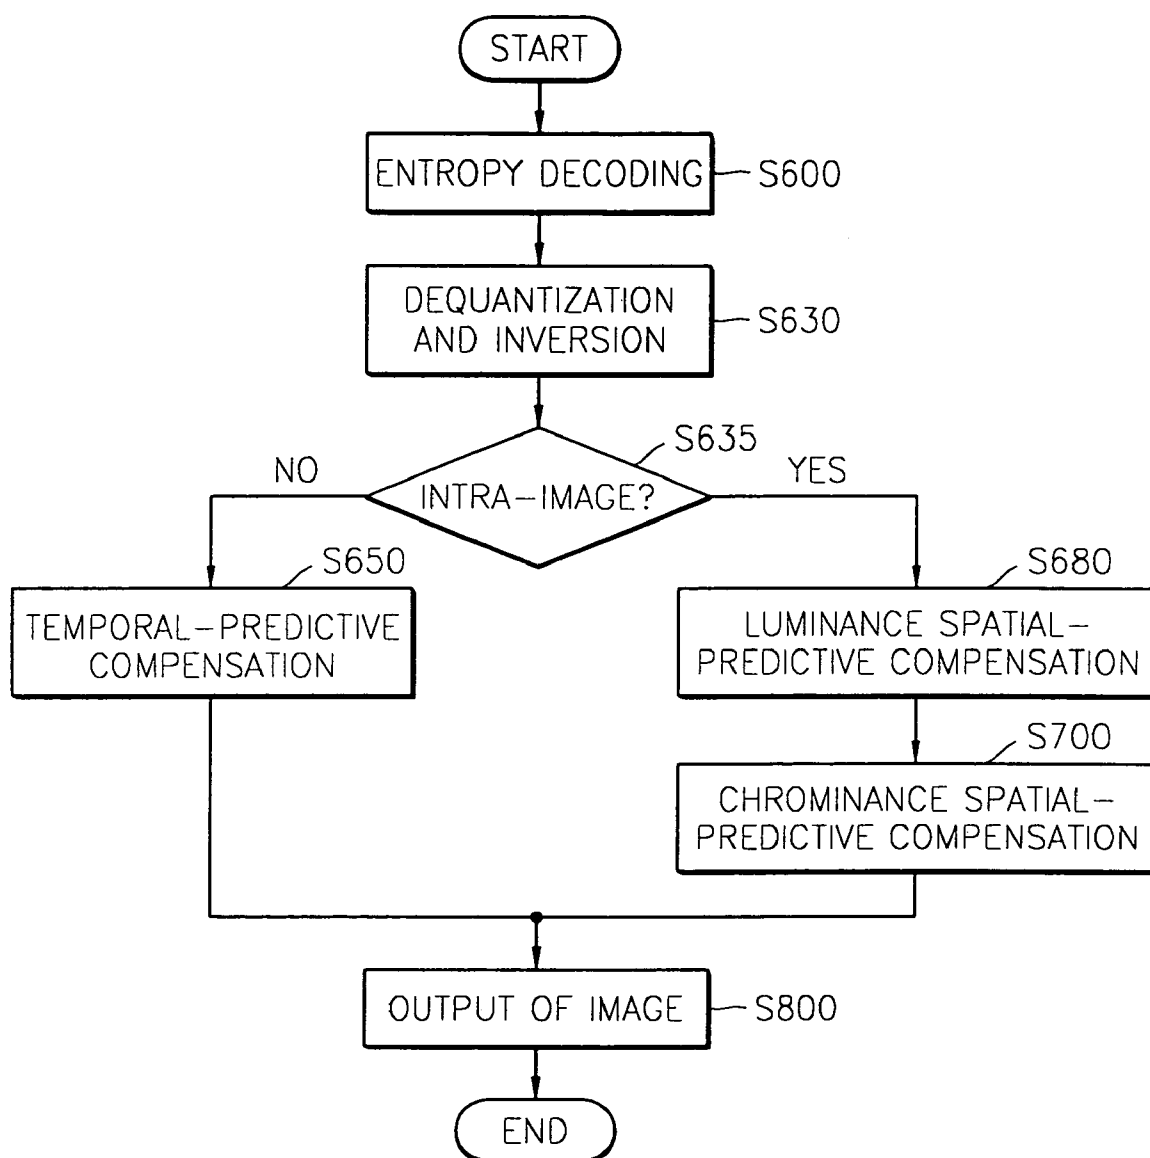 START
ENTROPY DECODING
S600
DEQUANTIZATION
AND INVERSION
S630
S635
NO
INTRA-IMAGE?
YES
S650
TEMPORAL-PREDICTIVE
COMPENSATION
S680
LUMINANCE SPATIAL-
PREDICTIVE COMPENSATION
S700
CHROMINANCE SPATIAL-
PREDICTIVE COMPENSATION
OUTPUT OF IMAGE
S800
END